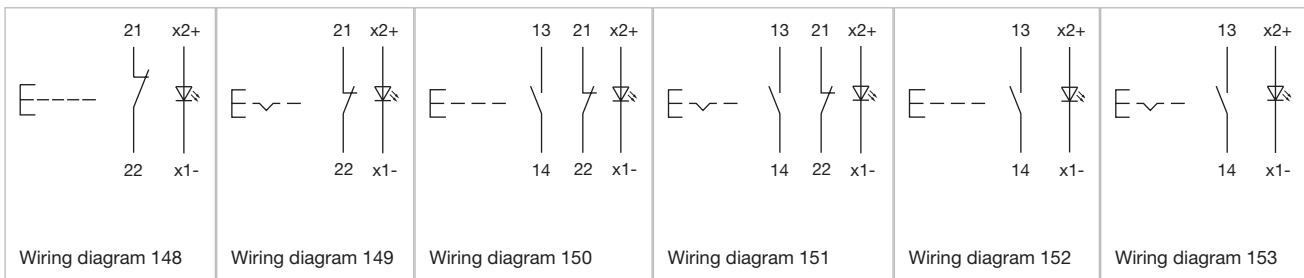 21 x2+
22 x1-
Wiring diagram 148
21 x2+
22 x1-
Wiring diagram 149
13 21 x2+
14 22 x1-
Wiring diagram 150
13 21 x2+
14 22 x1-
Wiring diagram 151
13 x2+
14 x1-
Wiring diagram 152
13 x2+
14 x1-
Wiring diagram 153